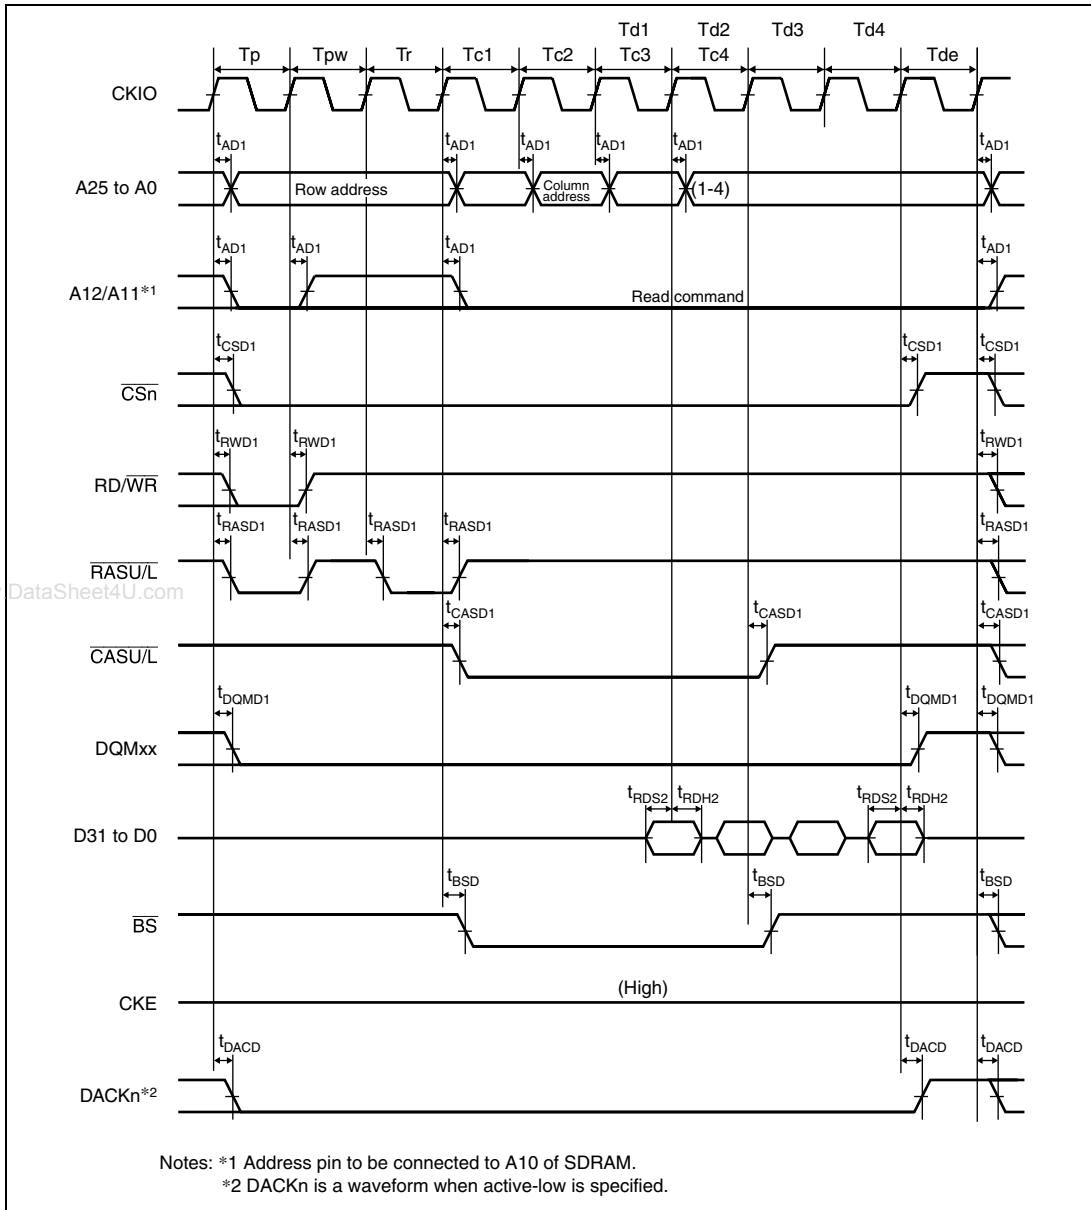 Td1 Td2 Td3 Td4
Tp Tpw Tr Tc1 Tc2 Tc3 Tc4 Tde
CKIO
tAD1 tAD1 tAD1 tAD1 tAD1 tAD1
A25 to A0 Row address Column address (1-4)
tAD1 tAD1 tAD1 tAD1
A12/A11*1 Read command
tCSD1 tCSD1 tCSD1
CSn
tRWD1 tRWD1 tRWD1
RD/WR
tRASD1 tRASD1 tRASD1 tRASD1 tRASD1
RASU/L
.DataSheet4U.com
tCASD1 tCASD1 tCASD1
CASU/L
tDQMD1 tDQMD1 tDQMD1
DQMxx
tRDS2 tRDH2 tRDS2 tRDH2
D31 to D0
tBSD tBSD tBSD
BS
(High)
CKE
tDACD tDACD tDACD
DACKn*2
Notes: *1 Address pin to be connected to A10 of SDRAM.
*2 DACKn is a waveform when active-low is specified.